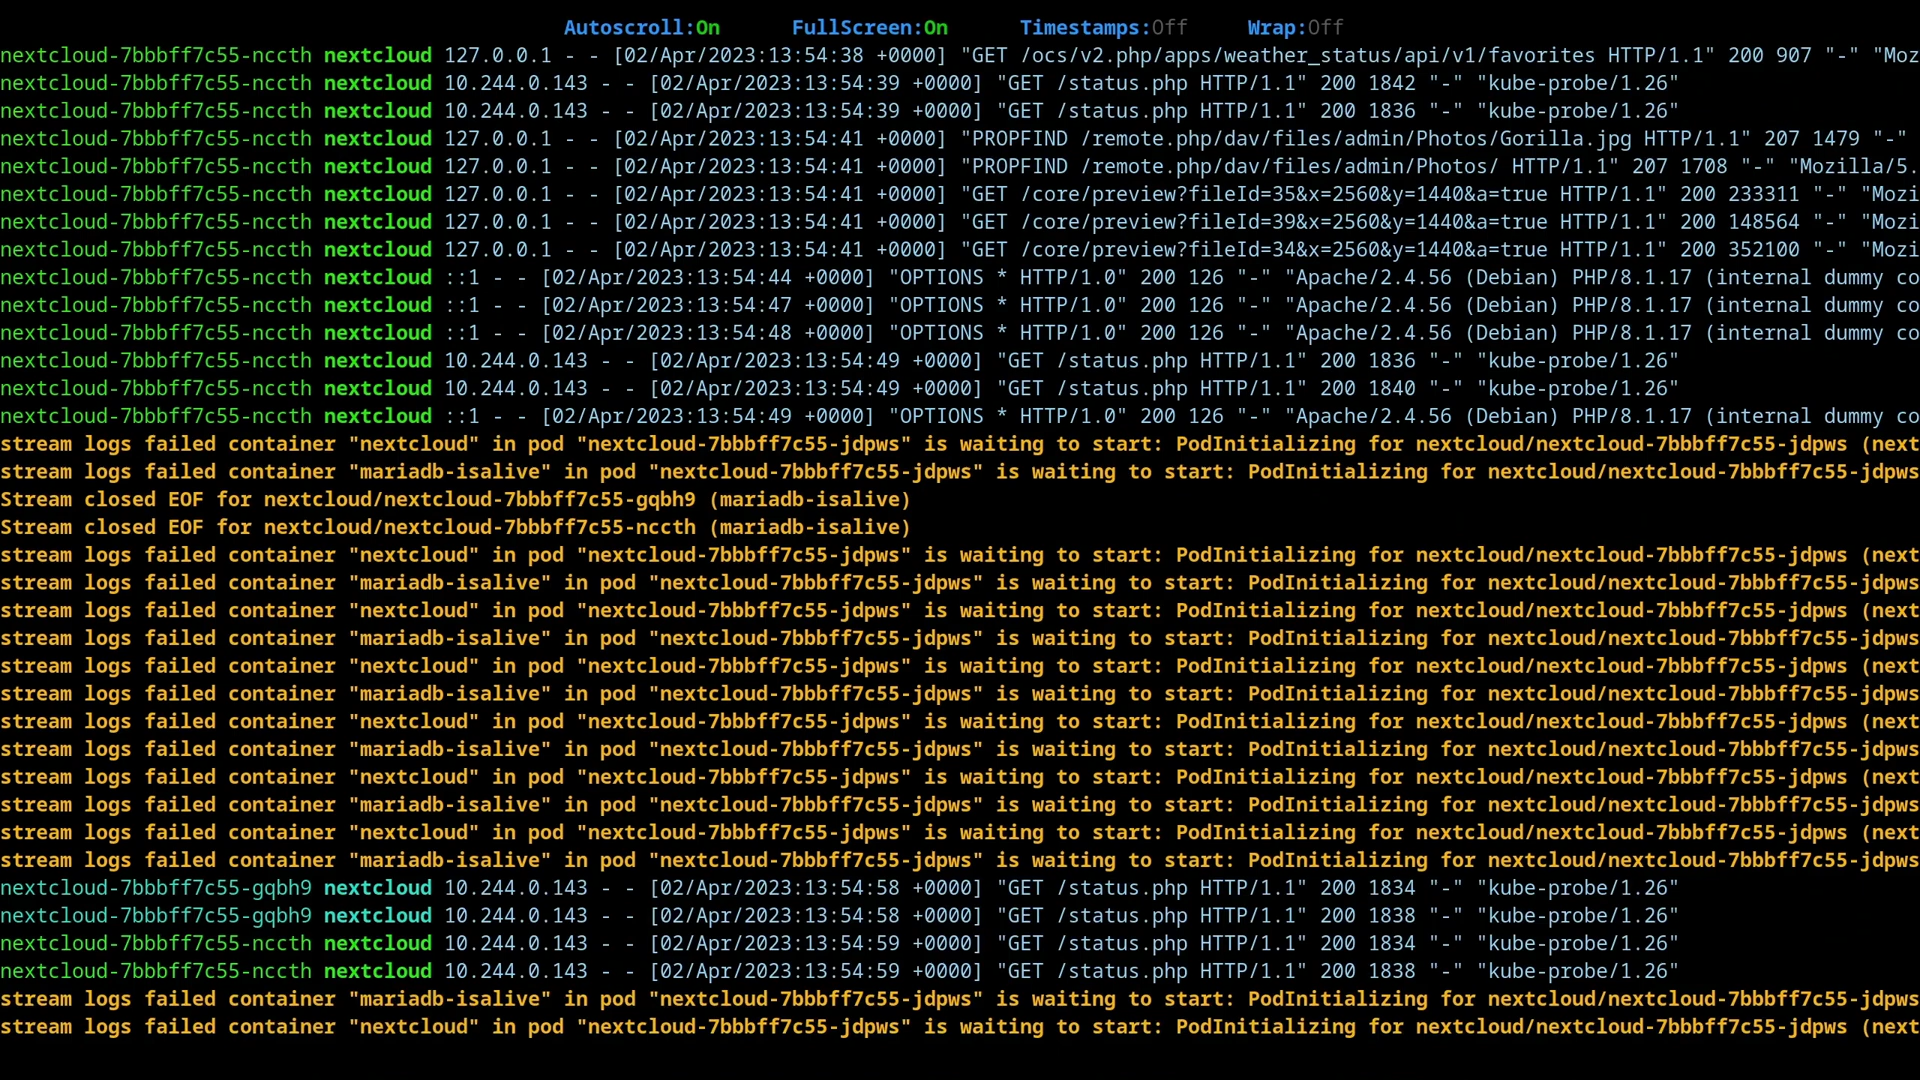 Autoscroll:On FullScreen:On Timestamps:Off Wrap:Off
nextcloud-7bbbff7c55-nccth nextcloud 127.0.0.1 - - [02/Apr/2023:13:54:38 +0000] "GET /ocs/v2.php/apps/weather_status/api/v1/favorites HTTP/1.1" 200 907 "-" "Moz
nextcloud-7bbbff7c55-nccth nextcloud 10.244.0.143 - - [02/Apr/2023:13:54:39 +0000] "GET /status.php HTTP/1.1" 200 1842 "-" "kube-probe/1.26"
nextcloud-7bbbff7c55-nccth nextcloud 10.244.0.143 - - [02/Apr/2023:13:54:39 +0000] "GET /status.php HTTP/1.1" 200 1836 "-" "kube-probe/1.26"
nextcloud-7bbbff7c55-nccth nextcloud 127.0.0.1 - - [02/Apr/2023:13:54:41 +0000] "PROPFIND /remote.php/dav/files/admin/Photos/Gorilla.jpg HTTP/1.1" 207 1479 "-"
nextcloud-7bbbff7c55-nccth nextcloud 127.0.0.1 - - [02/Apr/2023:13:54:41 +0000] "PROPFIND /remote.php/dav/files/admin/Photos/ HTTP/1.1" 207 1708 "-" "Mozilla/5.
nextcloud-7bbbff7c55-nccth nextcloud 127.0.0.1 - - [02/Apr/2023:13:54:41 +0000] "GET /core/preview?fileId=35&x=2560&y=1440&a=true HTTP/1.1" 200 233311 "-" "Mozi
nextcloud-7bbbff7c55-nccth nextcloud 127.0.0.1 - - [02/Apr/2023:13:54:41 +0000] "GET /core/preview?fileId=39&x=2560&y=1440&a=true HTTP/1.1" 200 148564 "-" "Mozi
nextcloud-7bbbff7c55-nccth nextcloud 127.0.0.1 - - [02/Apr/2023:13:54:41 +0000] "GET /core/preview?fileId=34&x=2560&y=1440&a=true HTTP/1.1" 200 352100 "-" "Mozi
nextcloud-7bbbff7c55-nccth nextcloud ::1 - - [02/Apr/2023:13:54:44 +0000] "OPTIONS * HTTP/1.0" 200 126 "-" "Apache/2.4.56 (Debian) PHP/8.1.17 (internal dummy co
nextcloud-7bbbff7c55-nccth nextcloud ::1 - - [02/Apr/2023:13:54:47 +0000] "OPTIONS * HTTP/1.0" 200 126 "-" "Apache/2.4.56 (Debian) PHP/8.1.17 (internal dummy co
nextcloud-7bbbff7c55-nccth nextcloud ::1 - - [02/Apr/2023:13:54:48 +0000] "OPTIONS * HTTP/1.0" 200 126 "-" "Apache/2.4.56 (Debian) PHP/8.1.17 (internal dummy co
nextcloud-7bbbff7c55-nccth nextcloud 10.244.0.143 - - [02/Apr/2023:13:54:49 +0000] "GET /status.php HTTP/1.1" 200 1836 "-" "kube-probe/1.26"
nextcloud-7bbbff7c55-nccth nextcloud 10.244.0.143 - - [02/Apr/2023:13:54:49 +0000] "GET /status.php HTTP/1.1" 200 1840 "-" "kube-probe/1.26"
nextcloud-7bbbff7c55-nccth nextcloud ::1 - - [02/Apr/2023:13:54:49 +0000] "OPTIONS * HTTP/1.0" 200 126 "-" "Apache/2.4.56 (Debian) PHP/8.1.17 (internal dummy co
stream logs failed container "nextcloud" in pod "nextcloud-7bbbff7c55-jdpws" is waiting to start: PodInitializing for nextcloud/nextcloud-7bbbff7c55-jdpws (next
stream logs failed container "mariadb-isalive" in pod "nextcloud-7bbbff7c55-jdpws" is waiting to start: PodInitializing for nextcloud/nextcloud-7bbbff7c55-jdpws
Stream closed EOF for nextcloud/nextcloud-7bbbff7c55-gqbh9 (mariadb-isalive)
Stream closed EOF for nextcloud/nextcloud-7bbbff7c55-nccth (mariadb-isalive)
stream logs failed container "nextcloud" in pod "nextcloud-7bbbff7c55-jdpws" is waiting to start: PodInitializing for nextcloud/nextcloud-7bbbff7c55-jdpws (next
stream logs failed container "mariadb-isalive" in pod "nextcloud-7bbbff7c55-jdpws" is waiting to start: PodInitializing for nextcloud/nextcloud-7bbbff7c55-jdpws
stream logs failed container "nextcloud" in pod "nextcloud-7bbbff7c55-jdpws" is waiting to start: PodInitializing for nextcloud/nextcloud-7bbbff7c55-jdpws (next
stream logs failed container "mariadb-isalive" in pod "nextcloud-7bbbff7c55-jdpws" is waiting to start: PodInitializing for nextcloud/nextcloud-7bbbff7c55-jdpws
stream logs failed container "nextcloud" in pod "nextcloud-7bbbff7c55-jdpws" is waiting to start: PodInitializing for nextcloud/nextcloud-7bbbff7c55-jdpws (next
stream logs failed container "mariadb-isalive" in pod "nextcloud-7bbbff7c55-jdpws" is waiting to start: PodInitializing for nextcloud/nextcloud-7bbbff7c55-jdpws
stream logs failed container "nextcloud" in pod "nextcloud-7bbbff7c55-jdpws" is waiting to start: PodInitializing for nextcloud/nextcloud-7bbbff7c55-jdpws (next
stream logs failed container "mariadb-isalive" in pod "nextcloud-7bbbff7c55-jdpws" is waiting to start: PodInitializing for nextcloud/nextcloud-7bbbff7c55-jdpws
stream logs failed container "nextcloud" in pod "nextcloud-7bbbff7c55-jdpws" is waiting to start: PodInitializing for nextcloud/nextcloud-7bbbff7c55-jdpws (next
stream logs failed container "mariadb-isalive" in pod "nextcloud-7bbbff7c55-jdpws" is waiting to start: PodInitializing for nextcloud/nextcloud-7bbbff7c55-jdpws
stream logs failed container "nextcloud" in pod "nextcloud-7bbbff7c55-jdpws" is waiting to start: PodInitializing for nextcloud/nextcloud-7bbbff7c55-jdpws (next
stream logs failed container "mariadb-isalive" in pod "nextcloud-7bbbff7c55-jdpws" is waiting to start: PodInitializing for nextcloud/nextcloud-7bbbff7c55-jdpws
nextcloud-7bbbff7c55-gqbh9 nextcloud 10.244.0.143 - - [02/Apr/2023:13:54:58 +0000] "GET /status.php HTTP/1.1" 200 1834 "-" "kube-probe/1.26"
nextcloud-7bbbff7c55-gqbh9 nextcloud 10.244.0.143 - - [02/Apr/2023:13:54:58 +0000] "GET /status.php HTTP/1.1" 200 1838 "-" "kube-probe/1.26"
nextcloud-7bbbff7c55-nccth nextcloud 10.244.0.143 - - [02/Apr/2023:13:54:59 +0000] "GET /status.php HTTP/1.1" 200 1834 "-" "kube-probe/1.26"
nextcloud-7bbbff7c55-nccth nextcloud 10.244.0.143 - - [02/Apr/2023:13:54:59 +0000] "GET /status.php HTTP/1.1" 200 1838 "-" "kube-probe/1.26"
stream logs failed container "mariadb-isalive" in pod "nextcloud-7bbbff7c55-jdpws" is waiting to start: PodInitializing for nextcloud/nextcloud-7bbbff7c55-jdpws
stream logs failed container "nextcloud" in pod "nextcloud-7bbbff7c55-jdpws" is waiting to start: PodInitializing for nextcloud/nextcloud-7bbbff7c55-jdpws (next